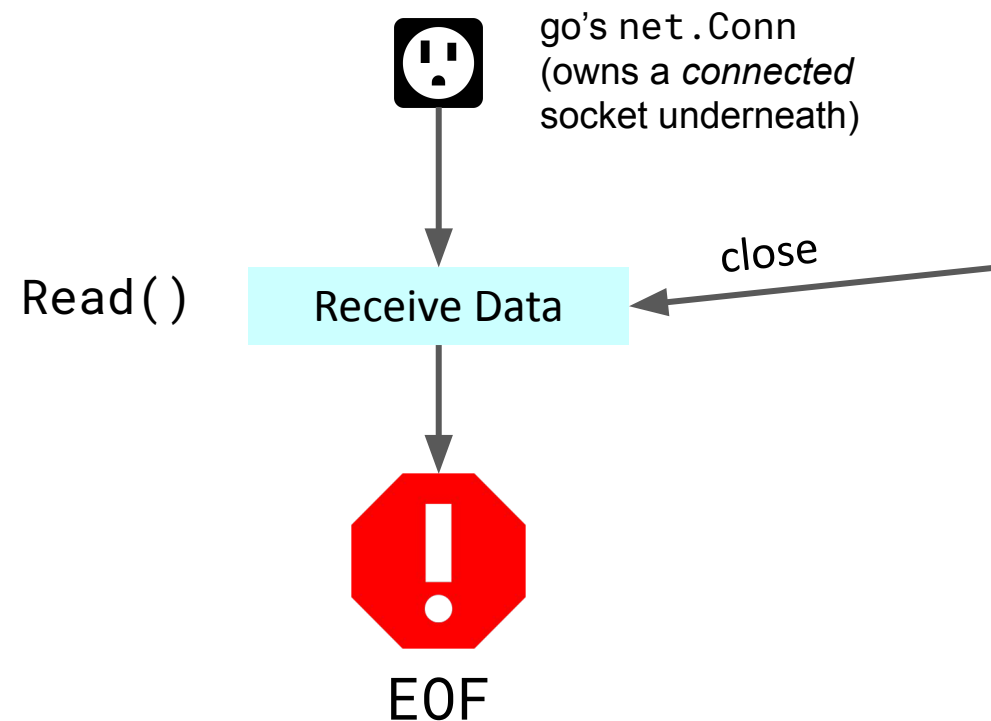 go’s net.Conn
(owns a connected
socket underneath)
close
Read()
Receive Data
EOF